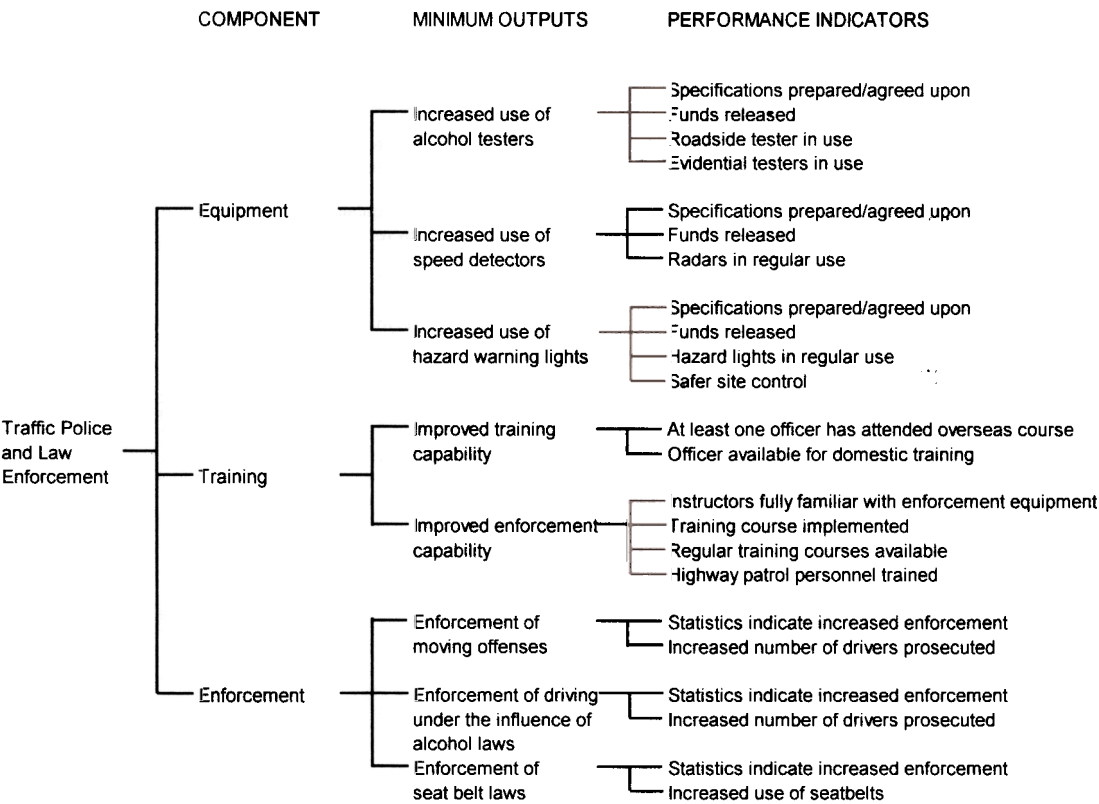 COMPONENT MINIMUM OUTPUTS PERFORMANCE INDICATORS
Traffic Police
and Law
Enforcement
Equipment
Increased use of
alcohol testers
Specifications prepared/agreed upon
Funds released
Roadside tester in use
Evidential testers in use
Increased use of
speed detectors
Specifications prepared/agreed upon
Funds released
Radars in regular use
Increased use of
hazard warning lights
Specifications prepared/agreed upon
Funds released
Hazard lights in regular use
Safer site control
Training
Improved training
capability
At least one officer has attended overseas course
Officer available for domestic training
Improved enforcement
capability
Instructors fully familiar with enforcement equipment
Training course implemented
Regular training courses available
Highway patrol personnel trained
Enforcement
Enforcement of
moving offenses
Statistics indicate increased enforcement
Increased number of drivers prosecuted
Enforcement of driving
under the influence of
alcohol laws
Statistics indicate increased enforcement
Increased number of drivers prosecuted
Enforcement of
seat belt laws
Statistics indicate increased enforcement
Increased use of seatbelts